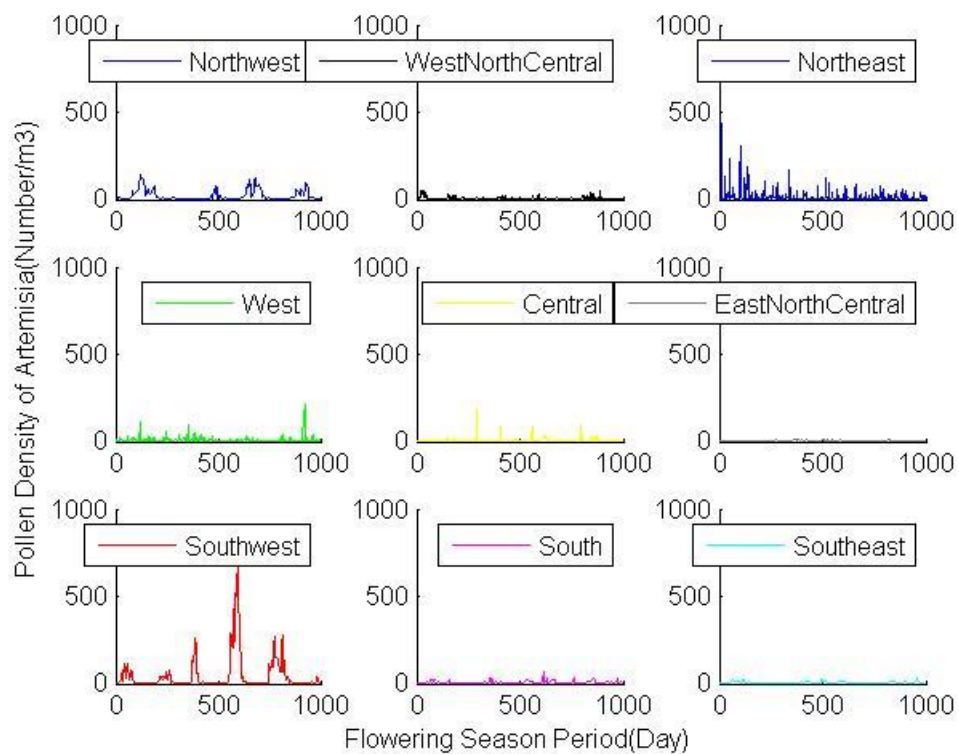 Pollen Density of Artemisia(Number/m3)
1000
500
0
0 500 1000
Northwest
1000
500
0
0 500 1000
WestNorthCentral
1000
500
0
0 500 1000
Northeast
1000
500
0
0 500 1000
West
1000
500
0
0 500 1000
Central
1000
500
0
0 500 1000
EastNorthCentral
1000
500
0
0 500 1000
Southwest
1000
500
0
0 500 1000
South
1000
500
0
0 500 1000
Southeast
Flowering Season Period(Day)